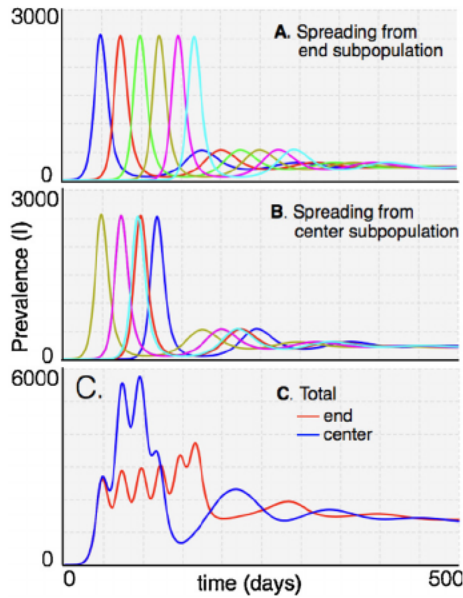 3000
A. Spreading from
end subpopulation
0
3000
B. Spreading from
center subpopulation
0
Prevalence (I)
6000
C.
C. Total
end
center
0
0
500
time (days)